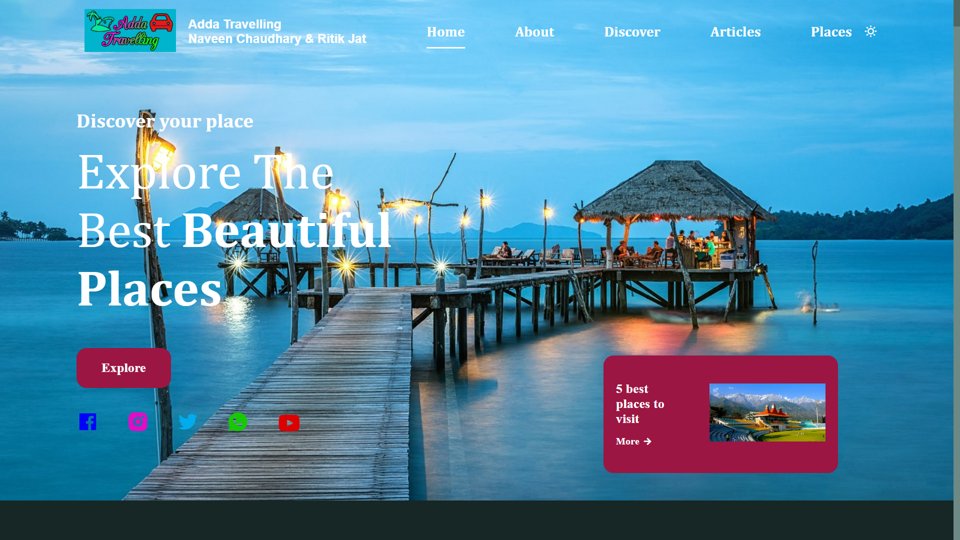 Adda
Travelling
Adda Travelling
Naveen Chaudhary & Ritik Jat
Home
About
Discover
Articles
Places
Discover your place
Explore The
Best Beautiful
Places
Explore
5 best
places to
visit
More